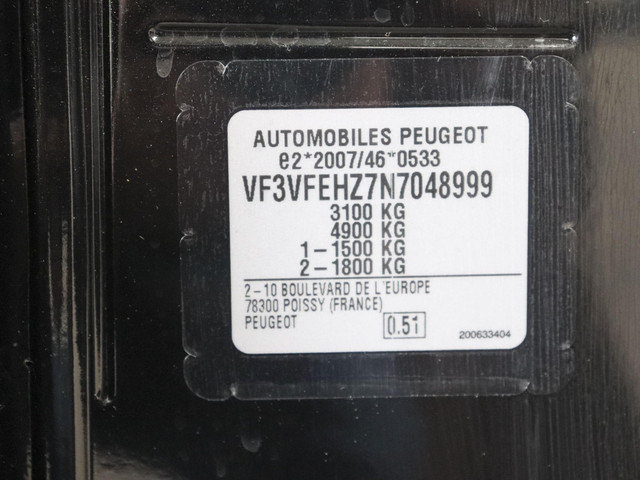 AUTOMOBILES PEUGEOT
e2*2007/46*0533
VF3VFEHZ7N7048999
3100 KG
4900 KG
1-1500 KG
2-1800 KG
2-10 BOULEVARD DE L'EUROPE
78300 POISSY (FRANCE)
PEUGEOT
0.51
200633404